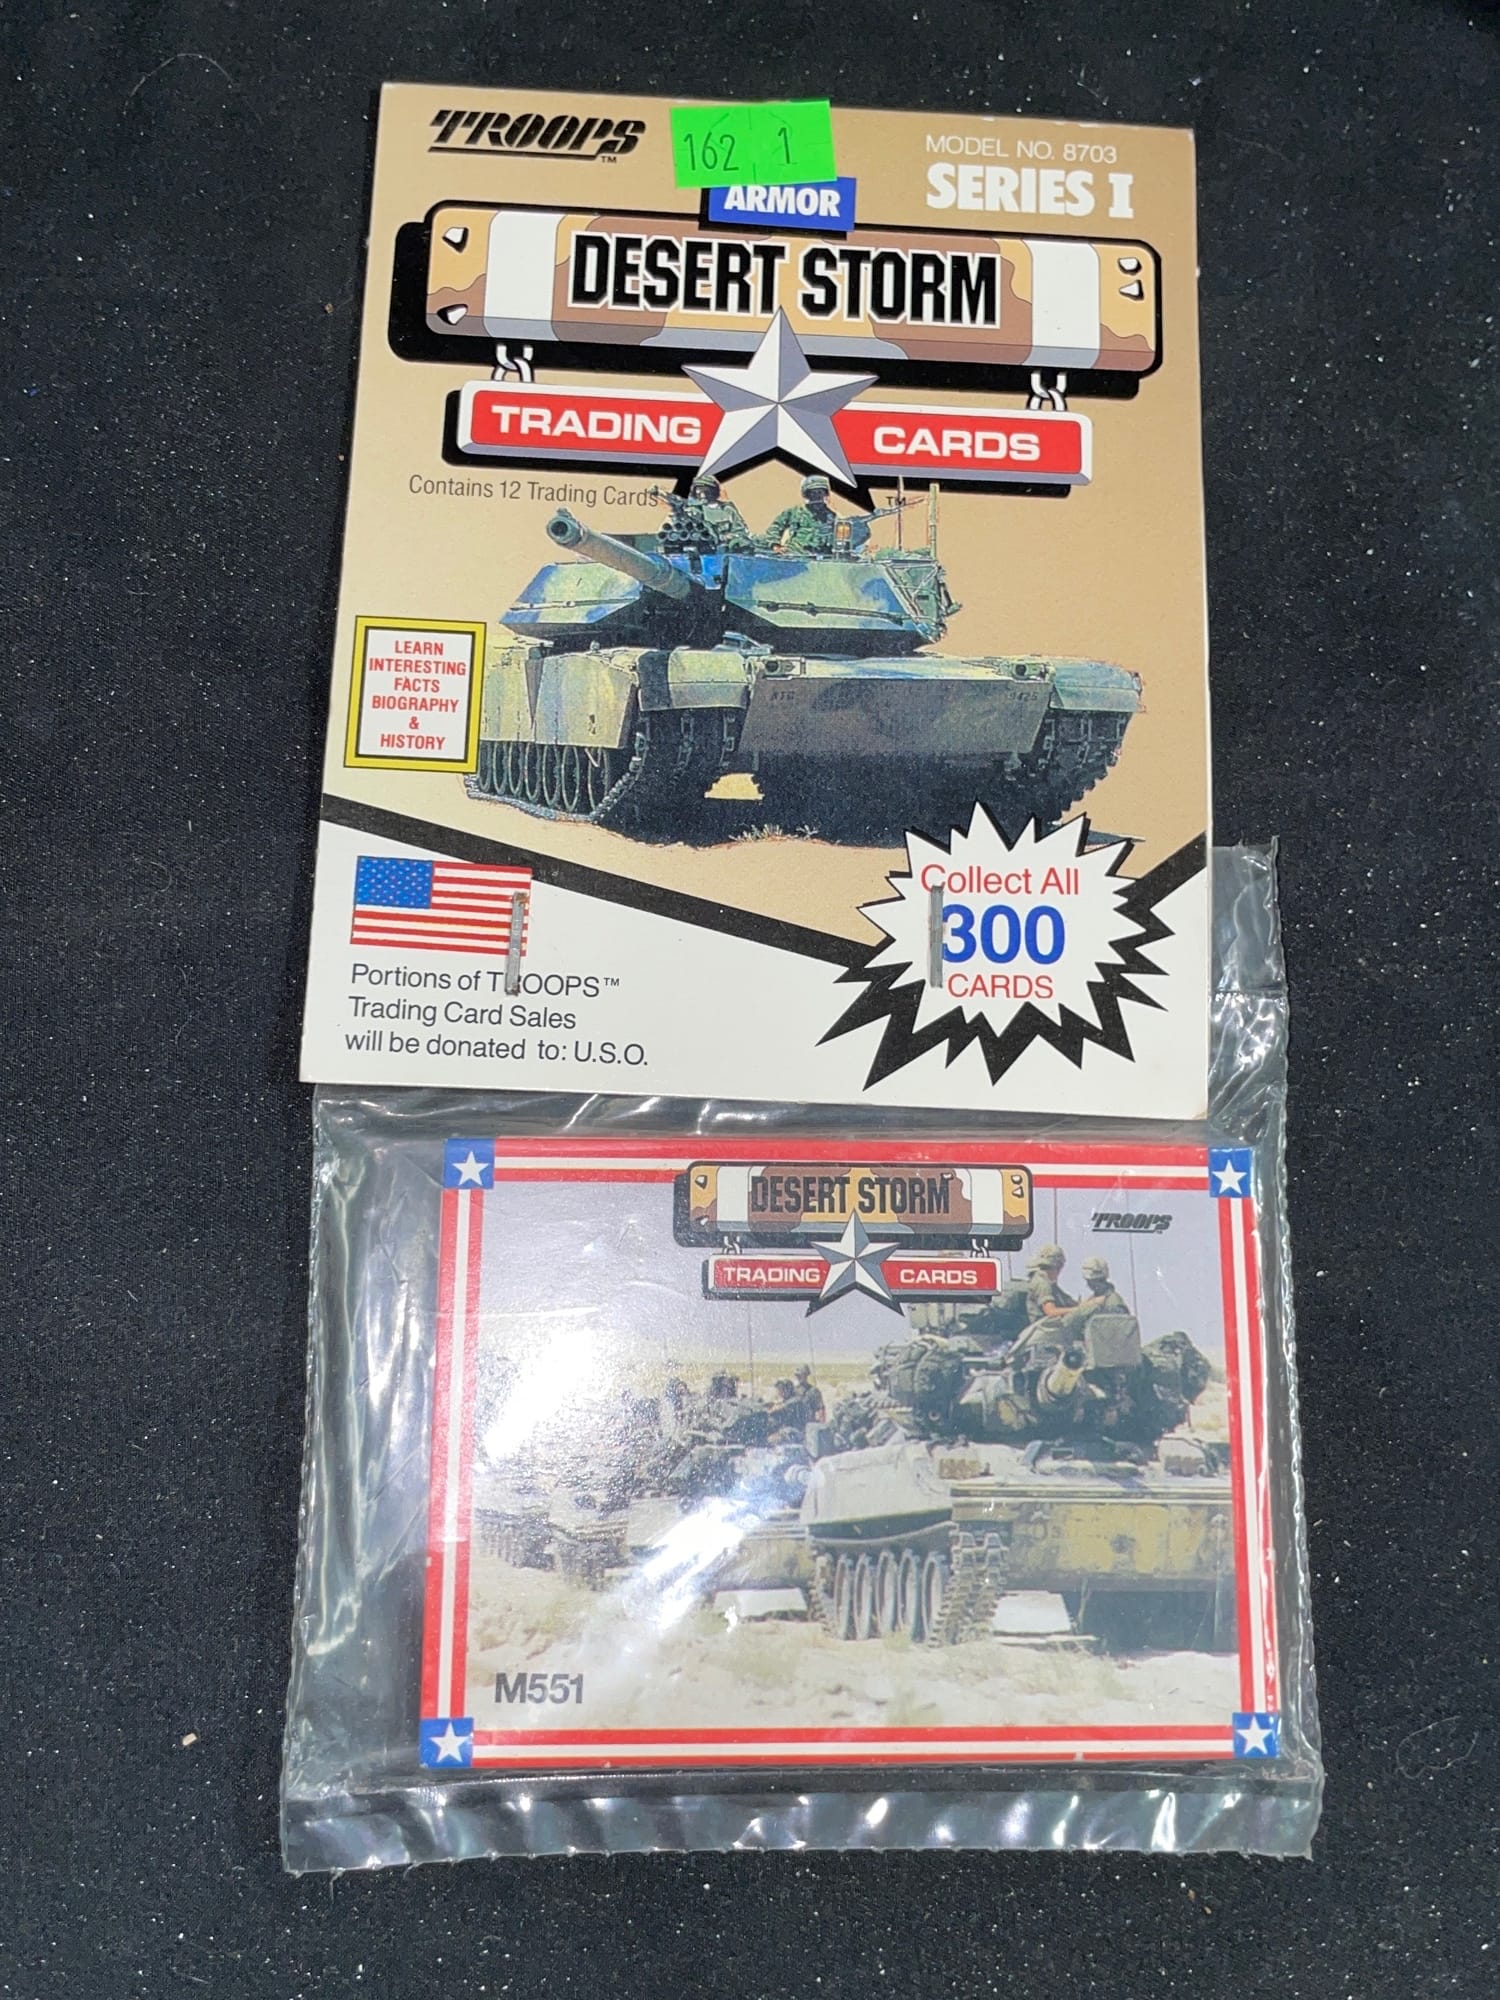 TROOPS™
162 1
MODEL NO. 8703
SERIES I
ARMOR
DESERT STORM
TRADING CARDS
™
Contains 12 Trading Cards
LEARN
INTERESTING
FACTS
BIOGRAPHY
&
HISTORY
Collect All
300
CARDS
Portions of TROOPS™
Trading Card Sales
will be donated to: U.S.O.
DESERT STORM
TROOPS
TRADING CARDS
M551